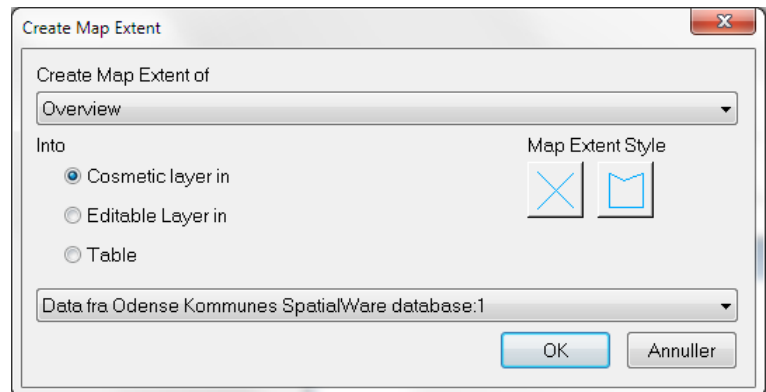 Create Map Extent
Create Map Extent of
Overview
Into
Map Extent Style
Cosmetic layer in
Editable Layer in
Table
Data fra Odense Kommunes SpatialWare database:1
OK
Annuller